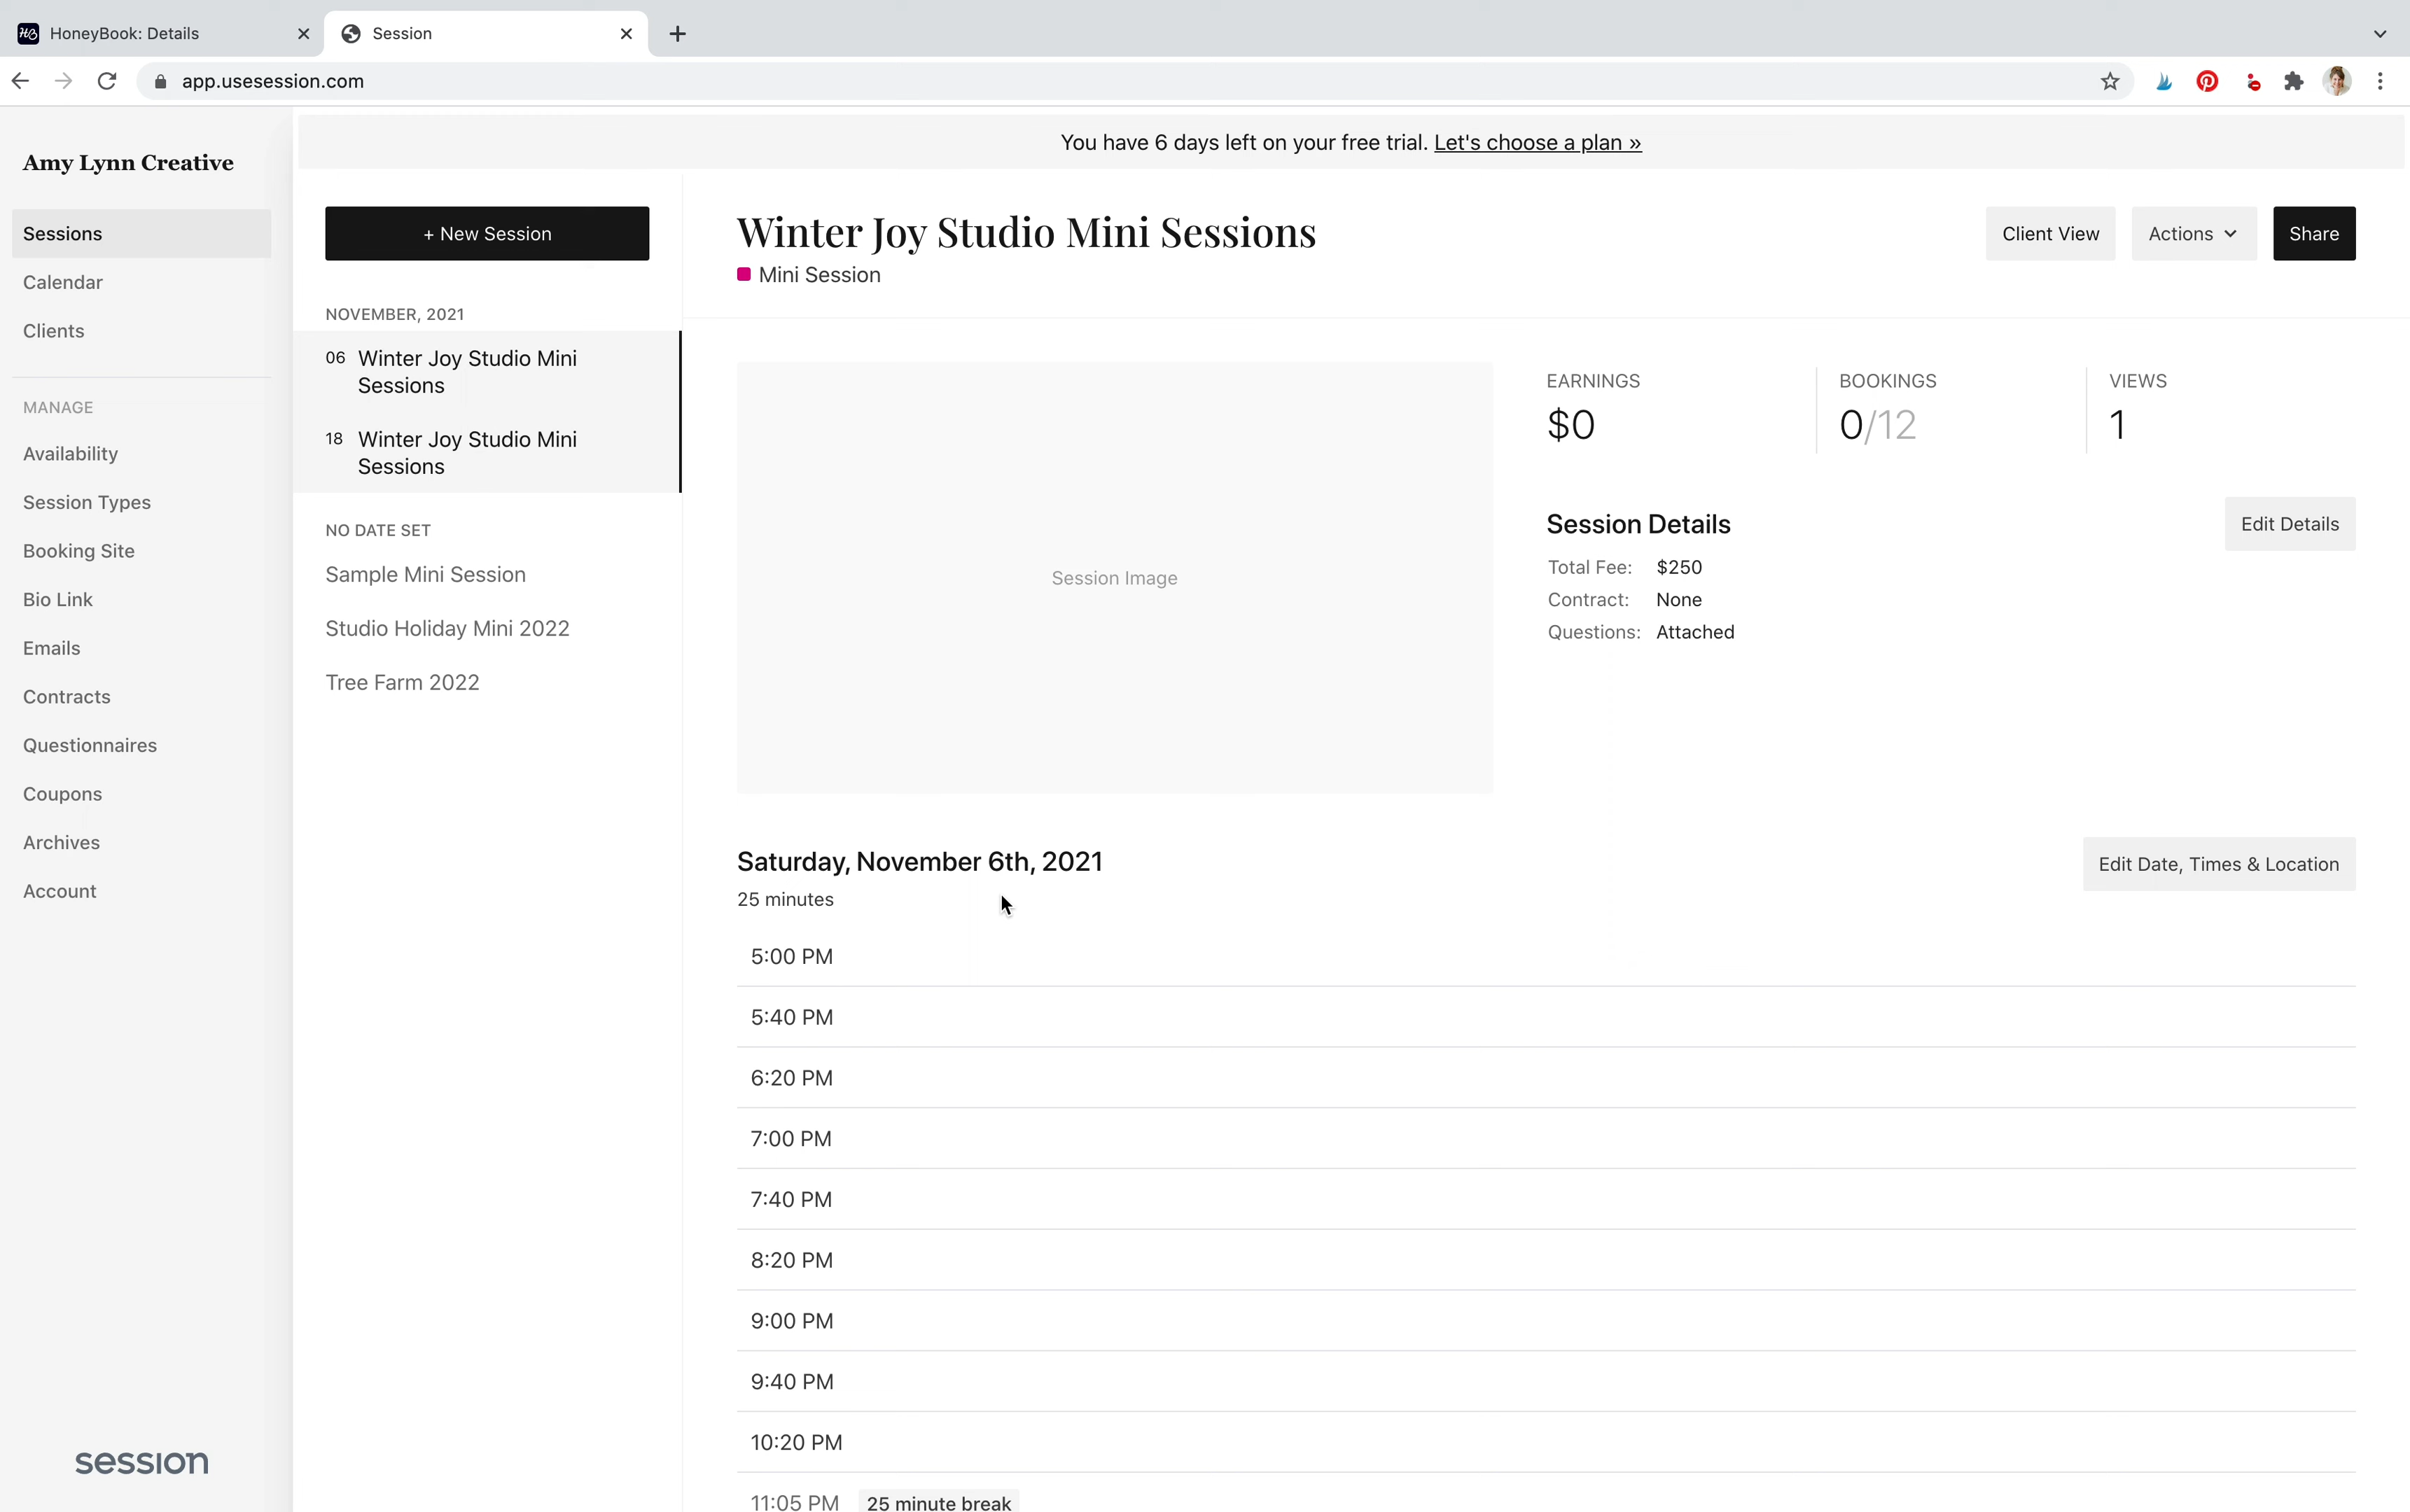 HoneyBook: Details
Session
app.usesession.com
You have 6 days left on your free trial. Let's choose a plan »
Amy Lynn Creative
Sessions
Calendar
Clients
MANAGE
Availability
Session Types
Booking Site
Bio Link
Emails
Contracts
Questionnaires
Coupons
Archives
Account
session
+ New Session
NOVEMBER, 2021
06 Winter Joy Studio Mini
Sessions
18 Winter Joy Studio Mini
Sessions
NO DATE SET
Sample Mini Session
Studio Holiday Mini 2022
Tree Farm 2022
Winter Joy Studio Mini Sessions
Mini Session
Client View
Actions
Share
Session Image
EARNINGS
$0
BOOKINGS
0/12
VIEWS
1
Session Details
Edit Details
Total Fee: $250
Contract: None
Questions: Attached
Saturday, November 6th, 2021
Edit Date, Times & Location
25 minutes
5:00 PM
5:40 PM
6:20 PM
7:00 PM
7:40 PM
8:20 PM
9:00 PM
9:40 PM
10:20 PM
11:05 PM 25 minute break